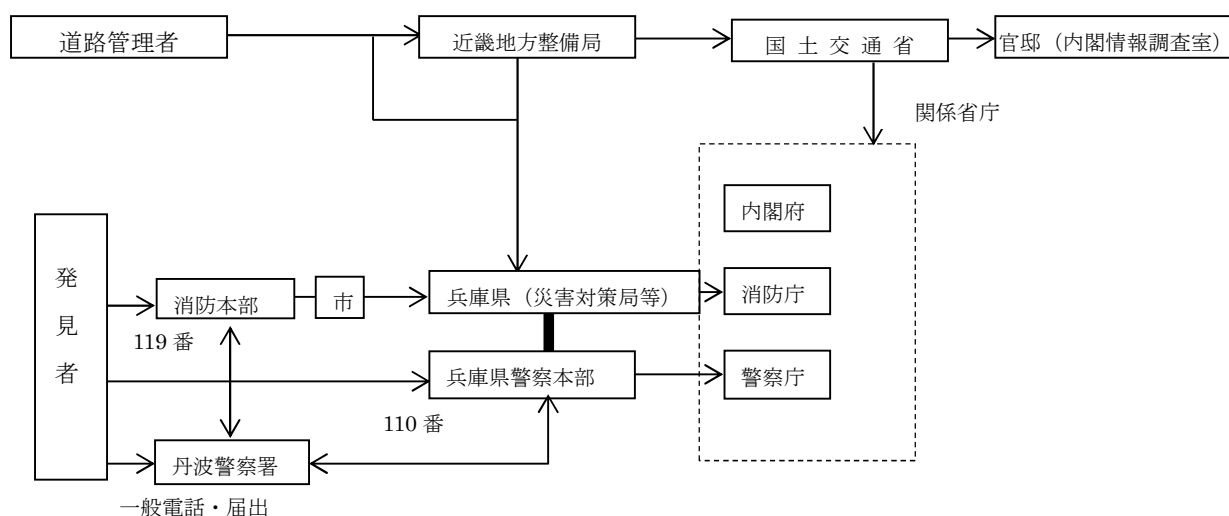 道路管理者
近畿地方整備局
国土交通省
官邸（内閣情報調査室）
関係省庁
内閣府
発見者
消防本部
市
兵庫県（災害対策局等）
消防庁
119 番
兵庫県警察本部
警察庁
110 番
丹波警察署
一般電話・届出